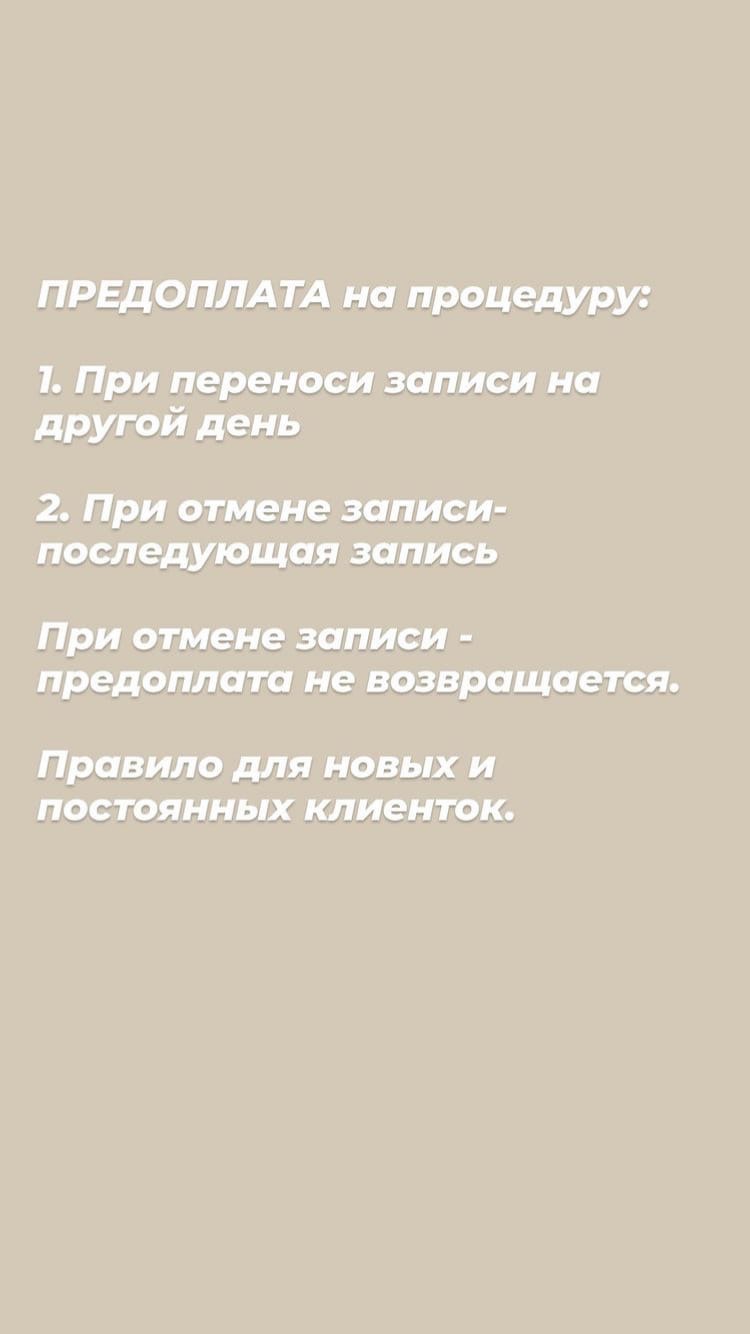 ПРЕДОПЛАТА на процедуру:
1. При переноси записи на
другой день
2. При отмене записи-
последующая запись
При отмене записи -
предоплата не возвращается.
Правило для новых и
постоянных клиенток.